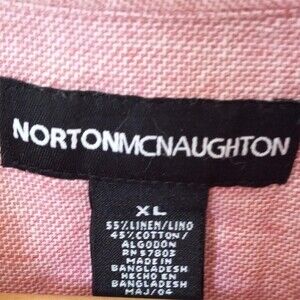 NORTONMCNAUGHTON
XL
55% LINEN/LINO
45% COTTON/
ALGODON
RN 57803
MADE IN
BANGLADESH
HECHO EN
BANGLADESH
MAJ/04